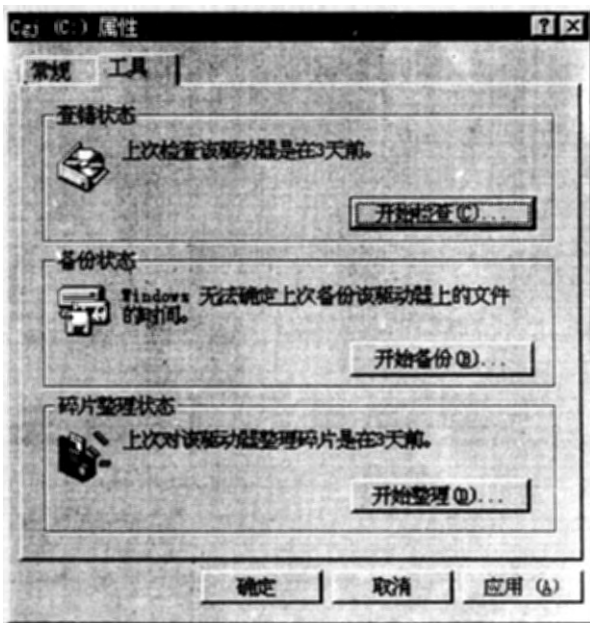 Czj (C:) 属性
常规 工具
查错状态
上次检查该驱动器是在3天前。
开始检查(C)...
备份状态
Windows 无法确定上次备份该驱动器上的文件
的时间。
开始备份(B)...
碎片整理状态
上次对该驱动器整理碎片是在3天前。
开始整理(D)...
确定 取消 应用 (A)